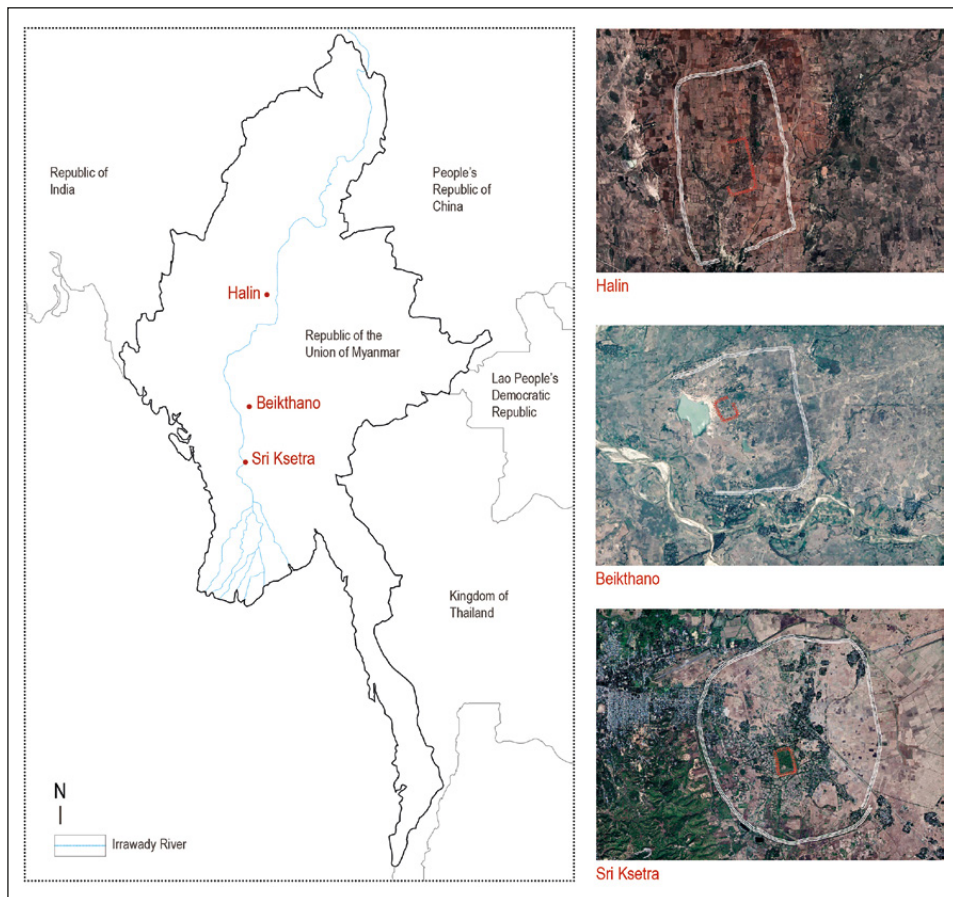 Republic of
India
People's
Republic of
China
Halin
Republic of the
Union of Myanmar
Lao People's
Democratic
Republic
Beikthano
Sri Ksetra
Kingdom of
Thailand
N
Irrawady River
Halin
Beikthano
Sri Ksetra